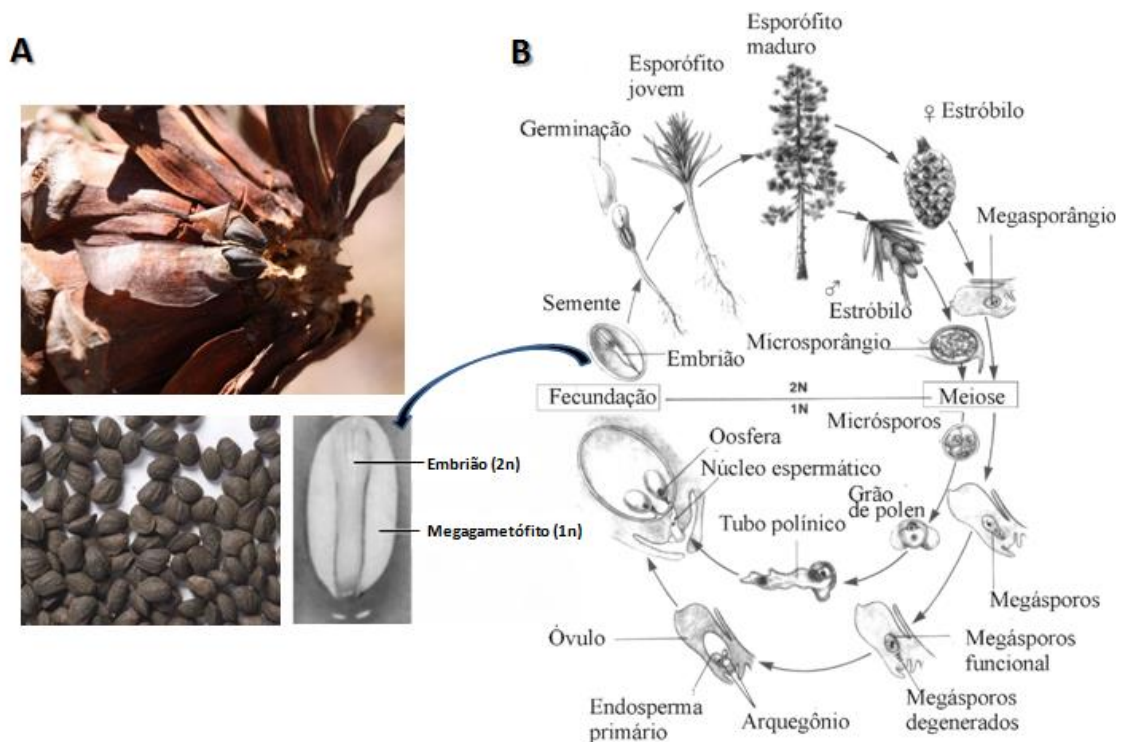 A
B
Esporófito
maduro
Esporófito
jovem
♀ Estróbilo
Germinação
Megasporângio
♂
Estróbilo
Semente
Embrião
Microsporângio
Fecundação
2N
1N
Meiose
Micrósporos
Oosfera
Núcleo espermático
Embrião (2n)
Grão
de polen
Tubo polínico
Megagametófito (1n)
Megásporos
Óvulo
Megásporos
funcional
Endosperma
primário
Arquegônio
Megásporos
degenerados